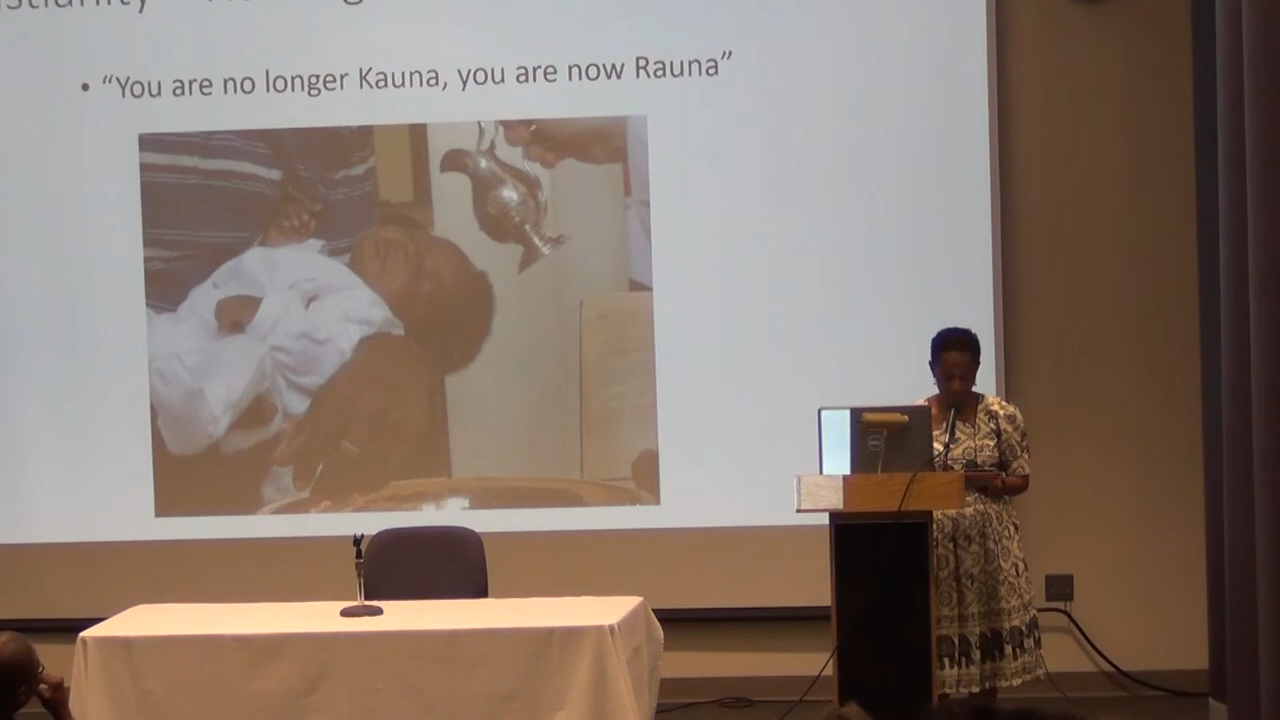 • “You are no longer Kauna, you are now Rauna”